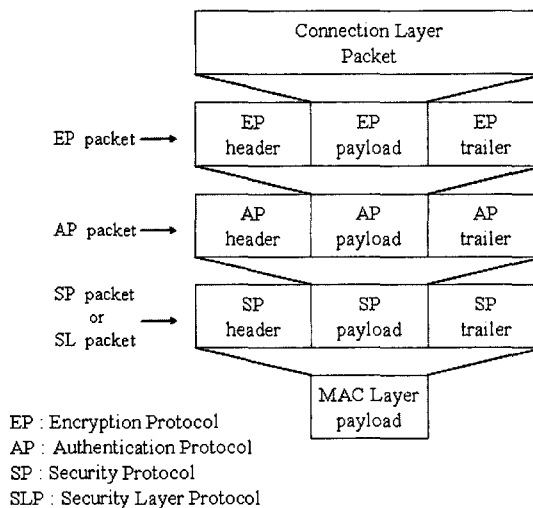 Connection Layer
Packet
EP packet
EP header
EP payload
EP trailer
AP packet
AP header
AP payload
AP trailer
SP packet
or
SL packet
SP header
SP payload
SP trailer
MAC Layer
payload
EP : Encryption Protocol
AP : Authentication Protocol
SP : Security Protocol
SLP : Security Layer Protocol